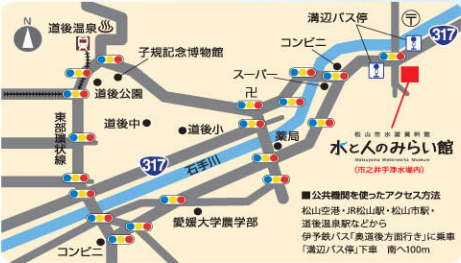 N
道後温泉
子規記念博物館
コンビニ
溝辺バス停
〒
317
スーパー
道後公園
卍
東部環状線
道後中
道後小
薬局
松山市水道資料館
水と人のみらい館
Matsuyama Waterworks Museum
(市之井手浄水場内)
317
石手川
愛媛大学農学部
コンビニ
■公共機関を使ったアクセス方法
松山空港・JR松山駅・松山市駅・
道後温泉駅などから
伊予鉄バス「奥道後方面行き」に乗車
「溝辺バス停」下車 南へ100m